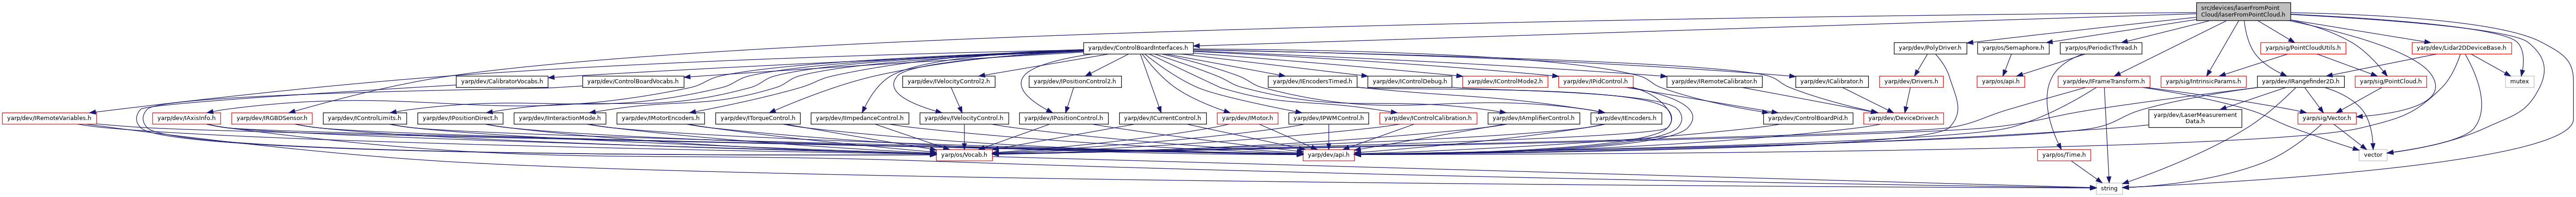 src/devices/laserFromPoint
Cloud/laserFromPointCloud.h
yarp/dev/ControlBoardInterfaces.h
yarp/dev/PolyDriver.h
yarp/os/Semaphore.h
yarp/os/PeriodicThread.h
yarp/sig/PointCloudUtils.h
yarp/dev/Lidar2DDeviceBase.h
yarp/dev/CalibratorVocabs.h
yarp/dev/ControlBoardVocabs.h
yarp/dev/IVelocityControl2.h
yarp/dev/IPositionControl2.h
yarp/dev/IEncodersTimed.h
yarp/dev/IControlDebug.h
yarp/dev/IControlMode2.h
yarp/dev/IPidControl.h
yarp/dev/IRemoteCalibrator.h
yarp/dev/ICalibrator.h
yarp/dev/Drivers.h
yarp/os/api.h
yarp/dev/IFrameTransform.h
yarp/sig/IntrinsicParams.h
yarp/dev/IRangefinder2D.h
yarp/sig/PointCloud.h
mutex
yarp/dev/IRemoteVariables.h
yarp/dev/IAxisInfo.h
yarp/dev/IRGBDSensor.h
yarp/dev/IControlLimits.h
yarp/dev/IPositionDirect.h
yarp/dev/IInteractionMode.h
yarp/dev/IMotorEncoders.h
yarp/dev/ITorqueControl.h
yarp/dev/IImpedanceControl.h
yarp/dev/IVelocityControl.h
yarp/dev/IPositionControl.h
yarp/dev/ICurrentControl.h
yarp/dev/IMotor.h
yarp/dev/IPWMControl.h
yarp/dev/IControlCalibration.h
yarp/dev/IAmplifierControl.h
yarp/dev/IEncoders.h
yarp/dev/ControlBoardPid.h
yarp/dev/DeviceDriver.h
yarp/dev/LaserMeasurement
Data.h
yarp/sig/Vector.h
yarp/os/Vocab.h
yarp/dev/api.h
yarp/os/Time.h
vector
string